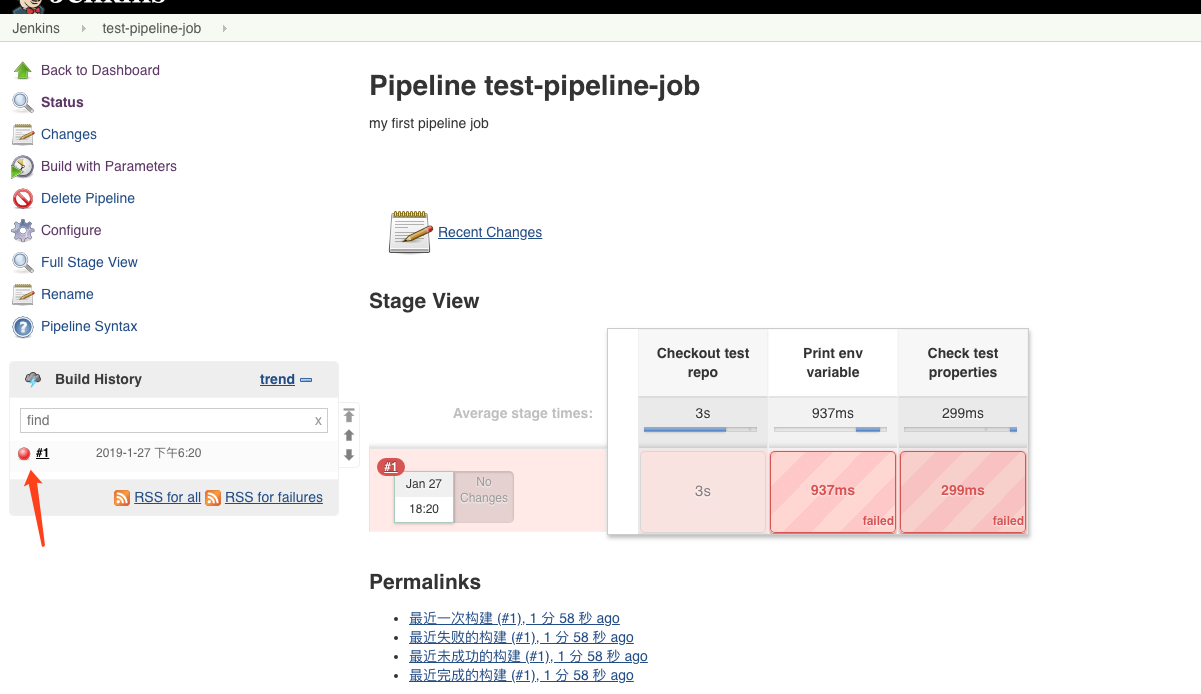 Jenkins
Jenkins test-pipeline-job
Back to Dashboard
Status
Changes
Build with Parameters
Delete Pipeline
Configure
Full Stage View
Rename
Pipeline Syntax
Build History trend
find x
#1 2019-1-27 下午6:20
RSS for all RSS for failures
Pipeline test-pipeline-job
my first pipeline job
Recent Changes
Stage View
Checkout test
repo
Print env
variable
Check test
properties
Average stage times:
3s 937ms 299ms
#1
Jan 27
18:20
No
Changes
3s
937ms
failed
299ms
failed
Permalinks
最近一次构建 (#1), 1 分 58 秒 ago
最近失败的构建 (#1), 1 分 58 秒 ago
最近未成功的构建 (#1), 1 分 58 秒 ago
最近完成的构建 (#1), 1 分 58 秒 ago